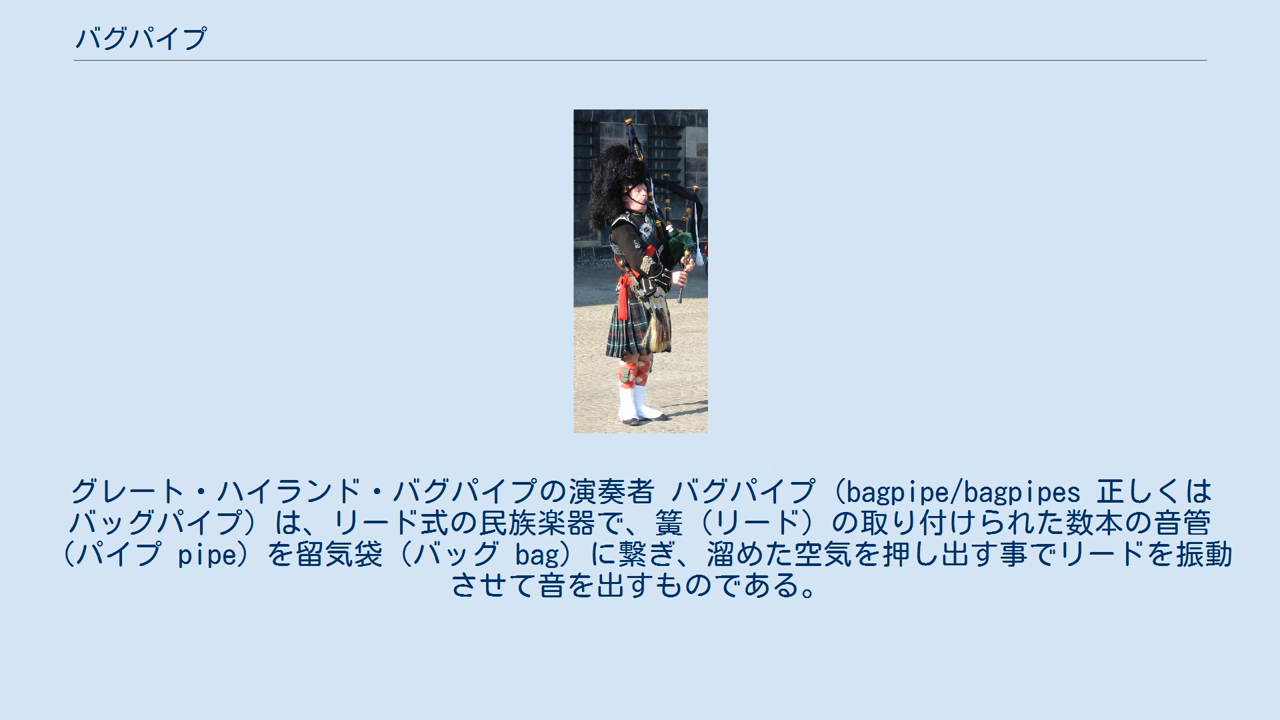 バグパイプ
グレート・ハイランド・バグパイプの演奏者 バグパイプ（bagpipe/bagpipes 正しくは
バッグパイプ）は、リード式の民族楽器で、簧（リード）の取り付けられた数本の音管
（パイプ pipe）を留気袋（バッグ bag）に繋ぎ、溜めた空気を押し出す事でリードを振動
させて音を出すものである。